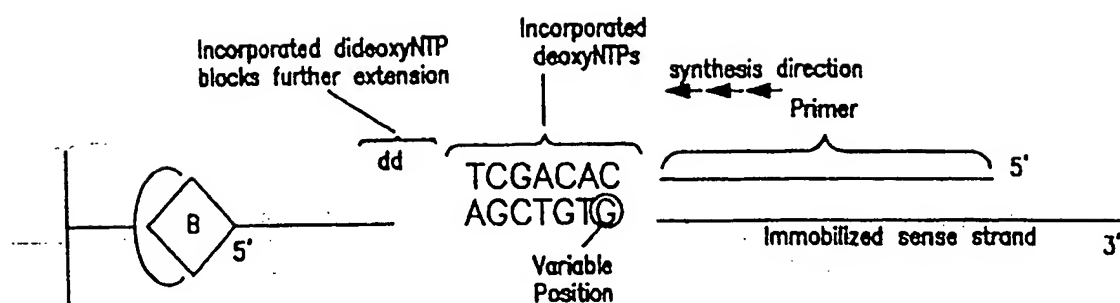 Incorporated dideoxyNTP
blocks further extension
Incorporated
deoxyNTPs
synthesis direction
Primer
dd
TCGACAC
5'
AGCTGTG
B
5'
Immobilized sense strand
3'
Variable
Position